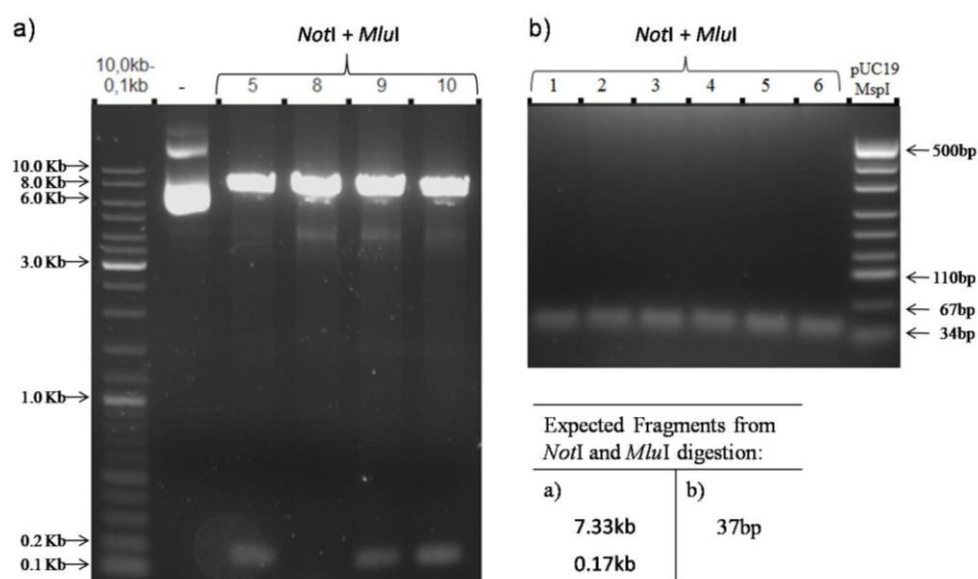 a)
NotI + MluI
10,0kb-
0,1kb
-
5
8
9
10
10.0 Kb
8.0 Kb
6.0 Kb
3.0 Kb
1.0 Kb
0.2 Kb
0.1 Kb
b)
NotI + MluI
1
2
3
4
5
6
pUC19
MspI
500bp
110bp
67bp
34bp
Expected Fragments from
NotI and MluI digestion:
a)
b)
7.33kb
37bp
0.17kb